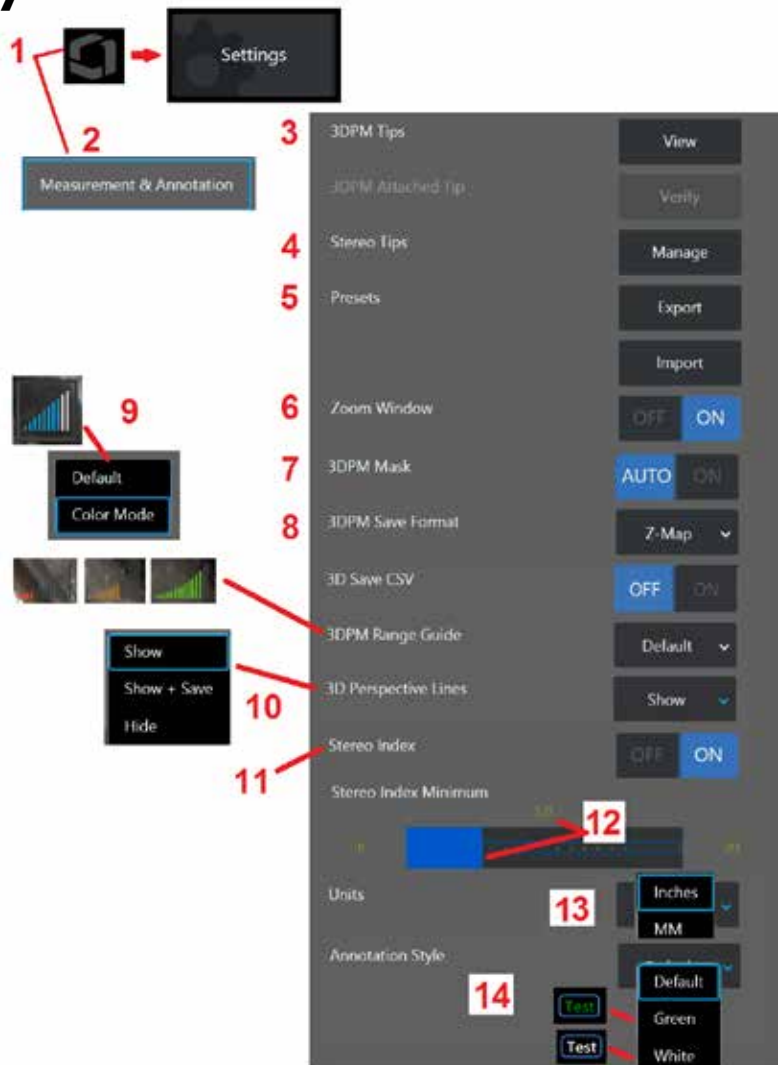 1
Settings
2
Measurement & Annotation
3 3DPM Tips View
3DPM Attached Tip Verify
4 Stereo Tips Manage
5 Presets Export
Import
6 Zoom Window OFF ON
7 3DPM Mask AUTO ON
8 3DPM Save Format Z-Map
3D Save CSV OFF ON
9
Default
Color Mode
3DPM Range Guide Default
10
Show
Show + Save
Hide
3D Perspective Lines Show
11 Stereo Index OFF ON
Stereo Index Minimum
12
Units
13
Inches
MM
Annotation Style
14
Default
Test Green
Test White